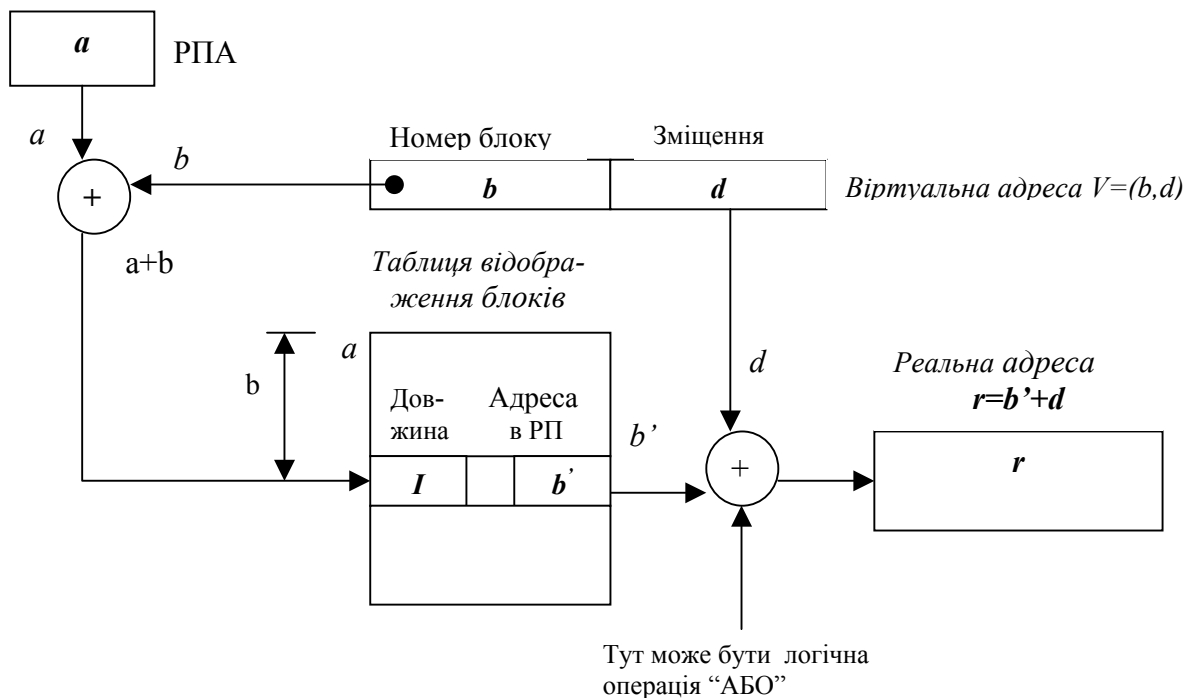 a
РПА
a
b
Номер блоку
Зміщення
+
b
d
Віртуальна адреса V=(b,d)
a+b
Таблиця відобра-
ження блоків
a
b
d
Реальна адреса
r=b’+d
Дов-
жина
Адреса
в РП
b’
+
r
I
b’
Тут може бути логічна
операція “АБО”